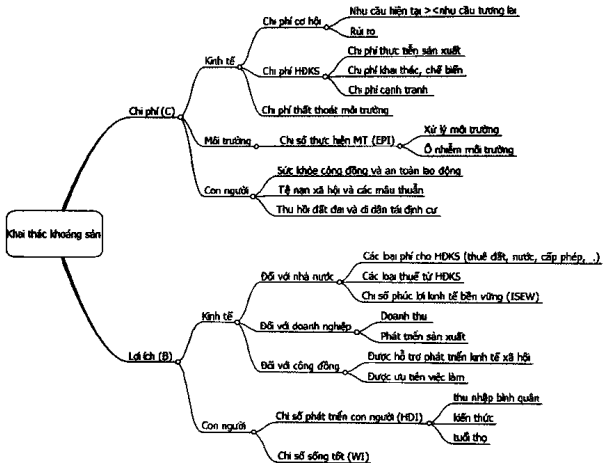 Khai thác khoáng sản
Chi phí (C)
Kinh tế
Chi phí cơ hội
Nhu cầu hiện tại ><nhu cầu tương lai
Rủi ro
Chi phí HĐKS
Chi phí thực tiễn sản xuất
Chi phí khai thác, chế biến
Chi phí cạnh tranh
Chi phí thất thoát môi trường
Môi trường
Chỉ số thực hiện MT (EPI)
Xử lý môi trường
Ô nhiễm môi trường
Con người
Sức khỏe cộng đồng và an toàn lao động
Tệ nạn xã hội và các mâu thuẫn
Thu hồi đất đai và di dân tái định cư
Lợi ích (B)
Kinh tế
Đối với nhà nước
Các loại phí cho HĐKS (thuê đất, nước, cấp phép, ..)
Các loại thuế từ HĐKS
Chỉ số phúc lợi kinh tế bền vững (ISEW)
Đối với doanh nghiệp
Doanh thu
Phát triển sản xuất
Đối với cộng đồng
Được hỗ trợ phát triển kinh tế xã hội
Được ưu tiên việc làm
Con người
Chỉ số phát triển con người (HDI)
thu nhập bình quân
kiến thức
tuổi thọ
Chỉ số sống tốt (WI)